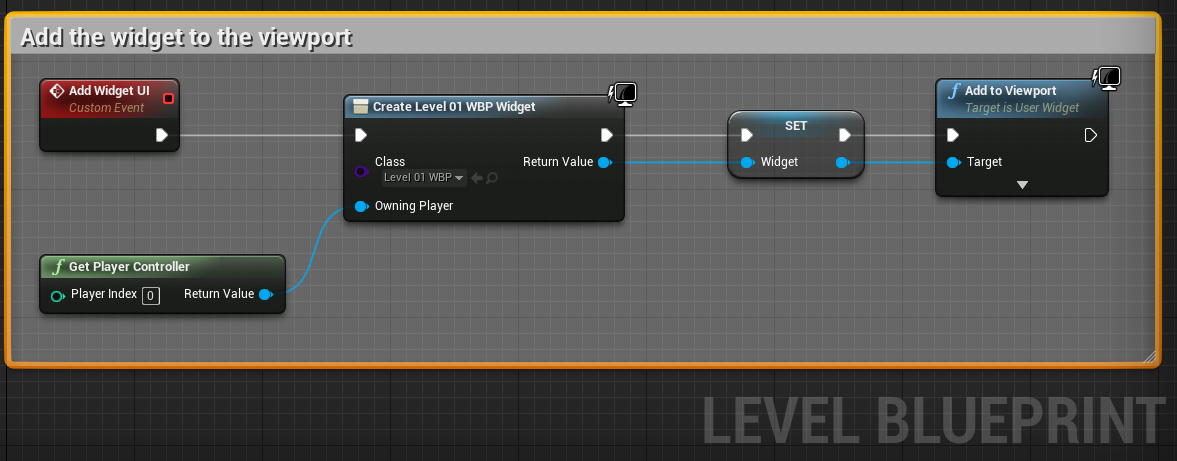 Add the widget to the viewport
Add Widget UI
Custom Event
Create Level 01 WBP Widget
Class
Level 01 WBP
Return Value
Owning Player
SET
Widget
Add to Viewport
Target is User Widget
Target
Get Player Controller
Player Index 0
Return Value
LEVEL BLUEPRINT